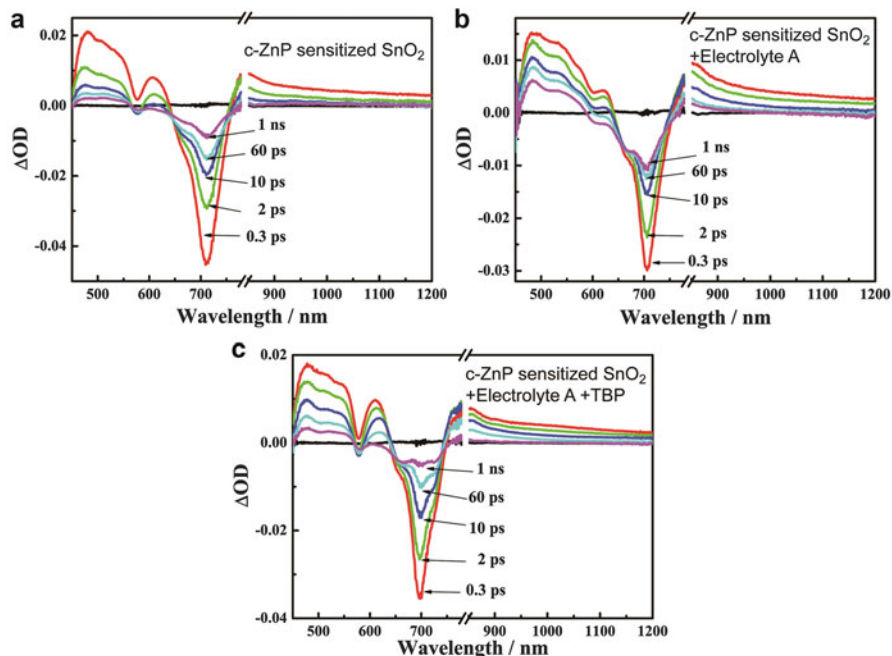 a
c-ZnP sensitized SnO₂
0.02
0.00
-0.02
-0.04
ΔOD
1 ns
60 ps
10 ps
2 ps
0.3 ps
500 600 700 900 1000 1100 1200
Wavelength / nm
b
c-ZnP sensitized SnO₂
+Electrolyte A
0.01
0.00
-0.01
-0.02
-0.03
ΔOD
1 ns
60 ps
10 ps
2 ps
0.3 ps
500 600 700 900 1000 1100 1200
Wavelength / nm
c
c-ZnP sensitized SnO₂
+Electrolyte A +TBP
0.02
0.00
-0.02
-0.04
ΔOD
1 ns
60 ps
10 ps
2 ps
0.3 ps
500 600 700 900 1000 1100 1200
Wavelength / nm